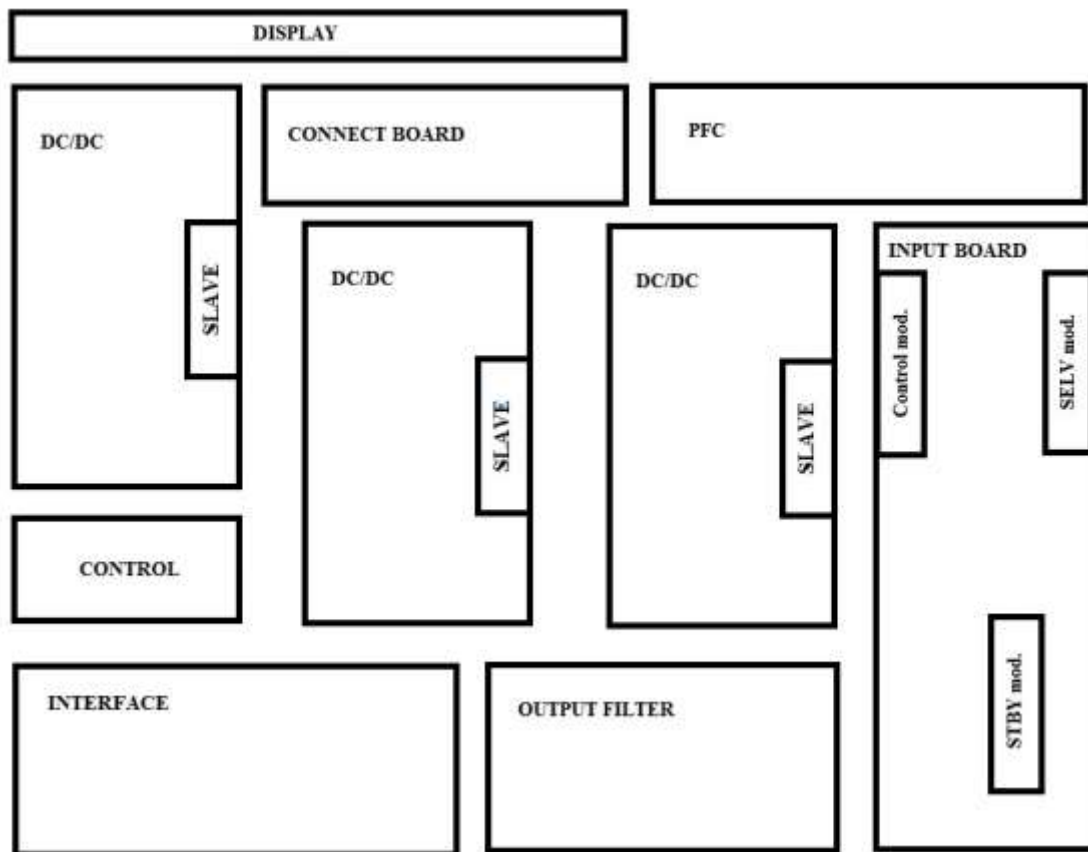 DISPLAY
DC/DC
CONNECT BOARD
PFC
SLAVE
DC/DC
DC/DC
INPUT BOARD
Control mod.
SELV mod.
SLAVE
SLAVE
CONTROL
STBY mod.
INTERFACE
OUTPUT FILTER